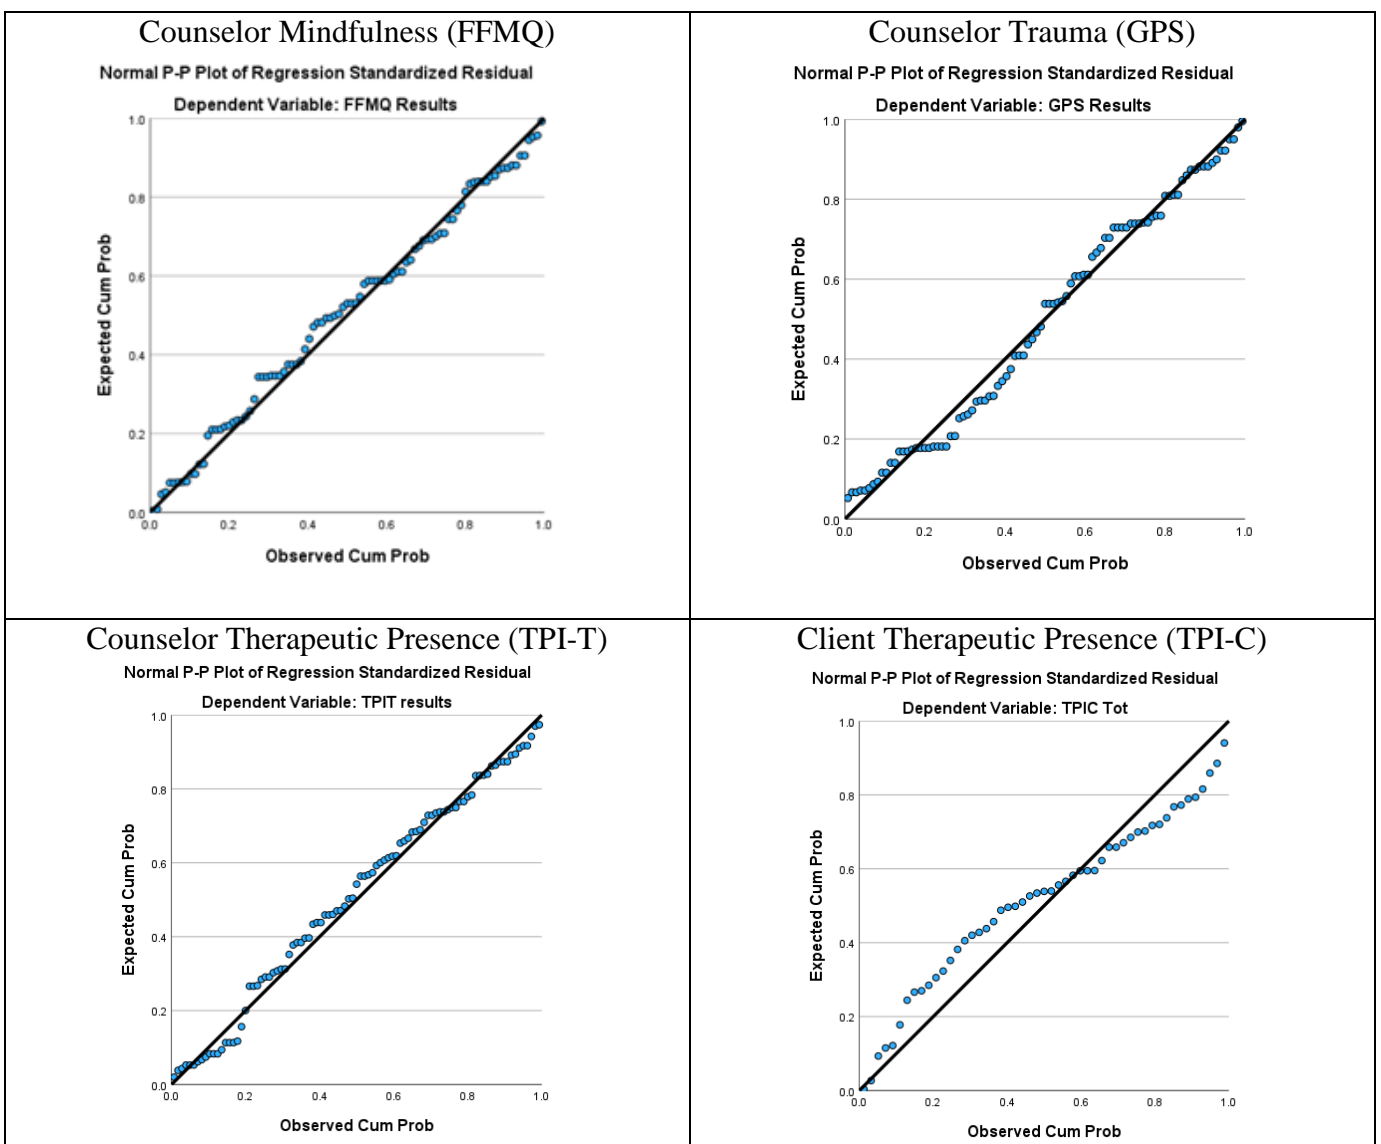 Counselor Mindfulness (FFMQ)
Normal P-P Plot of Regression Standardized Residual
Dependent Variable: FFMQ Results
1.0
0.8
0.6
0.4
0.2
0.0
Expected Cum Prob
0.0 0.2 0.4 0.6 0.8 1.0
Observed Cum Prob
Counselor Trauma (GPS)
Normal P-P Plot of Regression Standardized Residual
Dependent Variable: GPS Results
1.0
0.8
0.6
0.4
0.2
0.0
Expected Cum Prob
0.0 0.2 0.4 0.6 0.8 1.0
Observed Cum Prob
Counselor Therapeutic Presence (TPI-T)
Normal P-P Plot of Regression Standardized Residual
Dependent Variable: TPIT results
1.0
0.8
0.6
0.4
0.2
0.0
Expected Cum Prob
0.0 0.2 0.4 0.6 0.8 1.0
Observed Cum Prob
Client Therapeutic Presence (TPI-C)
Normal P-P Plot of Regression Standardized Residual
Dependent Variable: TPIC Tot
1.0
0.8
0.6
0.4
0.2
0.0
Expected Cum Prob
0.0 0.2 0.4 0.6 0.8 1.0
Observed Cum Prob